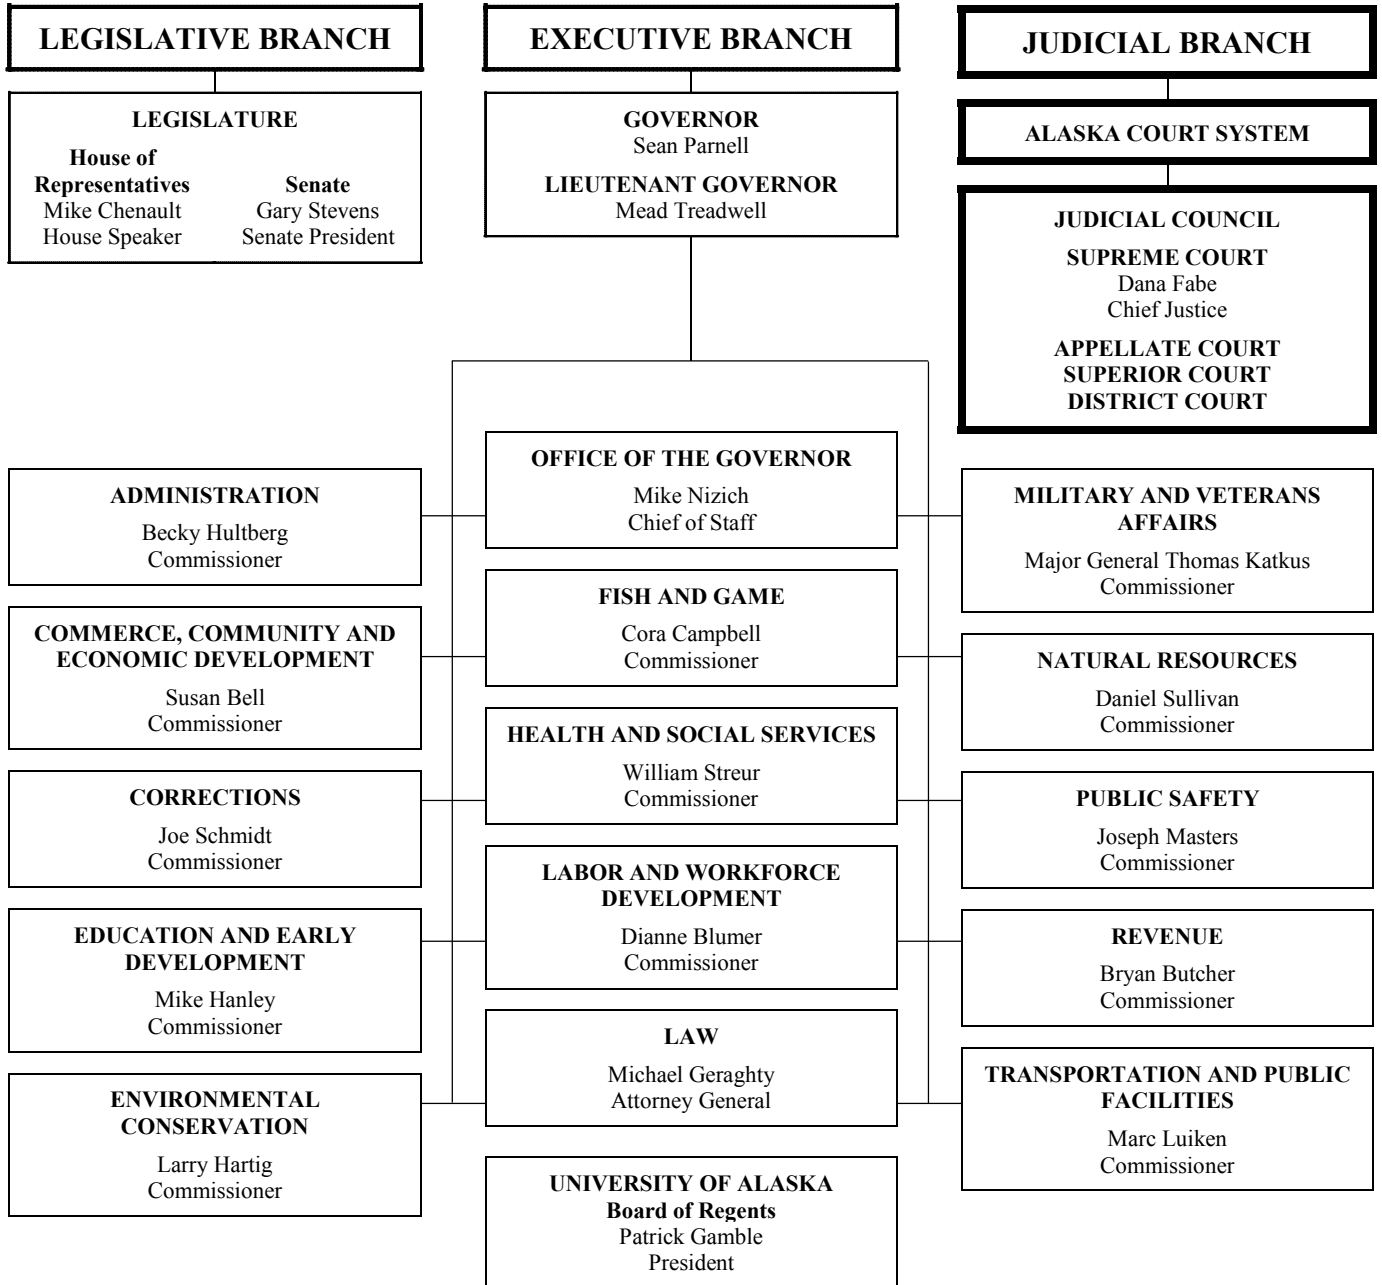 LEGISLATIVE BRANCH
LEGISLATURE
House of
Representatives
Mike Chenault
House Speaker
Senate
Gary Stevens
Senate President
EXECUTIVE BRANCH
GOVERNOR
Sean Parnell
LIEUTENANT GOVERNOR
Mead Treadwell
JUDICIAL BRANCH
ALASKA COURT SYSTEM
JUDICIAL COUNCIL
SUPREME COURT
Dana Fabe
Chief Justice
APPELLATE COURT
SUPERIOR COURT
DISTRICT COURT
ADMINISTRATION
Becky Hultberg
Commissioner
COMMERCE, COMMUNITY AND
ECONOMIC DEVELOPMENT
Susan Bell
Commissioner
CORRECTIONS
Joe Schmidt
Commissioner
EDUCATION AND EARLY
DEVELOPMENT
Mike Hanley
Commissioner
ENVIRONMENTAL
CONSERVATION
Larry Hartig
Commissioner
OFFICE OF THE GOVERNOR
Mike Nizich
Chief of Staff
FISH AND GAME
Cora Campbell
Commissioner
HEALTH AND SOCIAL SERVICES
William Streur
Commissioner
LABOR AND WORKFORCE
DEVELOPMENT
Dianne Blumer
Commissioner
LAW
Michael Geraghty
Attorney General
UNIVERSITY OF ALASKA
Board of Regents
Patrick Gamble
President
MILITARY AND VETERANS
AFFAIRS
Major General Thomas Katkus
Commissioner
NATURAL RESOURCES
Daniel Sullivan
Commissioner
PUBLIC SAFETY
Joseph Masters
Commissioner
REVENUE
Bryan Butcher
Commissioner
TRANSPORTATION AND PUBLIC
FACILITIES
Marc Luiken
Commissioner